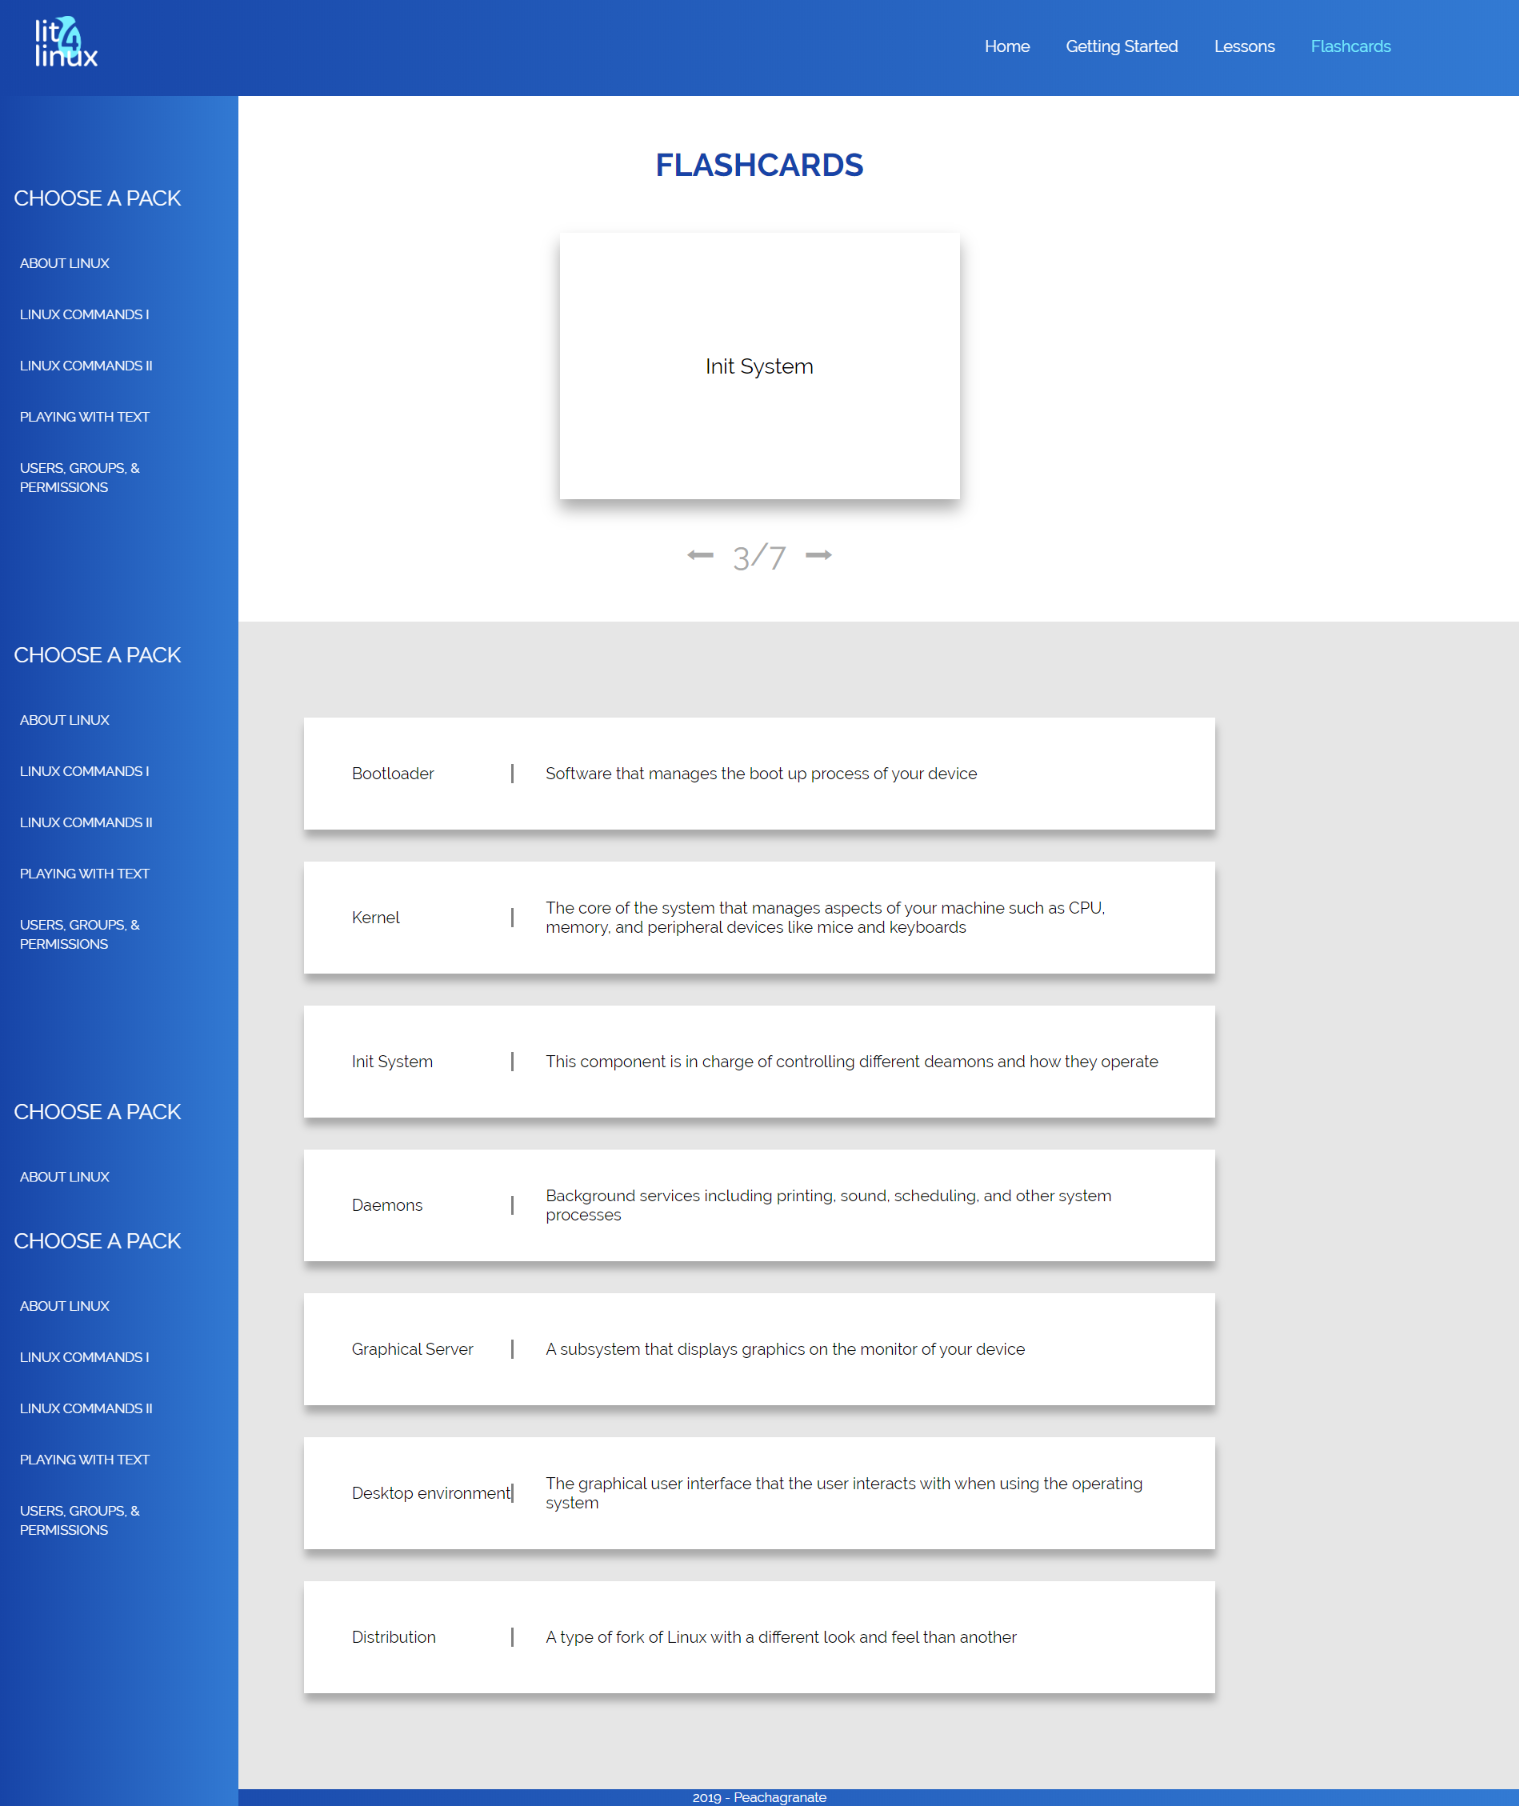 lit4
linux
Home
Getting Started
Lessons
Flashcards
CHOOSE A PACK
ABOUT LINUX
LINUX COMMANDS I
LINUX COMMANDS II
PLAYING WITH TEXT
USERS, GROUPS, &
PERMISSIONS
CHOOSE A PACK
ABOUT LINUX
LINUX COMMANDS I
LINUX COMMANDS II
PLAYING WITH TEXT
USERS, GROUPS, &
PERMISSIONS
CHOOSE A PACK
ABOUT LINUX
CHOOSE A PACK
ABOUT LINUX
LINUX COMMANDS I
LINUX COMMANDS II
PLAYING WITH TEXT
USERS, GROUPS, &
PERMISSIONS
FLASHCARDS
Init System
3/7
Bootloader | Software that manages the boot up process of your device
Kernel | The core of the system that manages aspects of your machine such as CPU,
memory, and peripheral devices like mice and keyboards
Init System | This component is in charge of controlling different deamons and how they operate
Daemons | Background services including printing, sound, scheduling, and other system
processes
Graphical Server | A subsystem that displays graphics on the monitor of your device
Desktop environment | The graphical user interface that the user interacts with when using the operating
system
Distribution | A type of fork of Linux with a different look and feel than another
2019 - Peachagranate